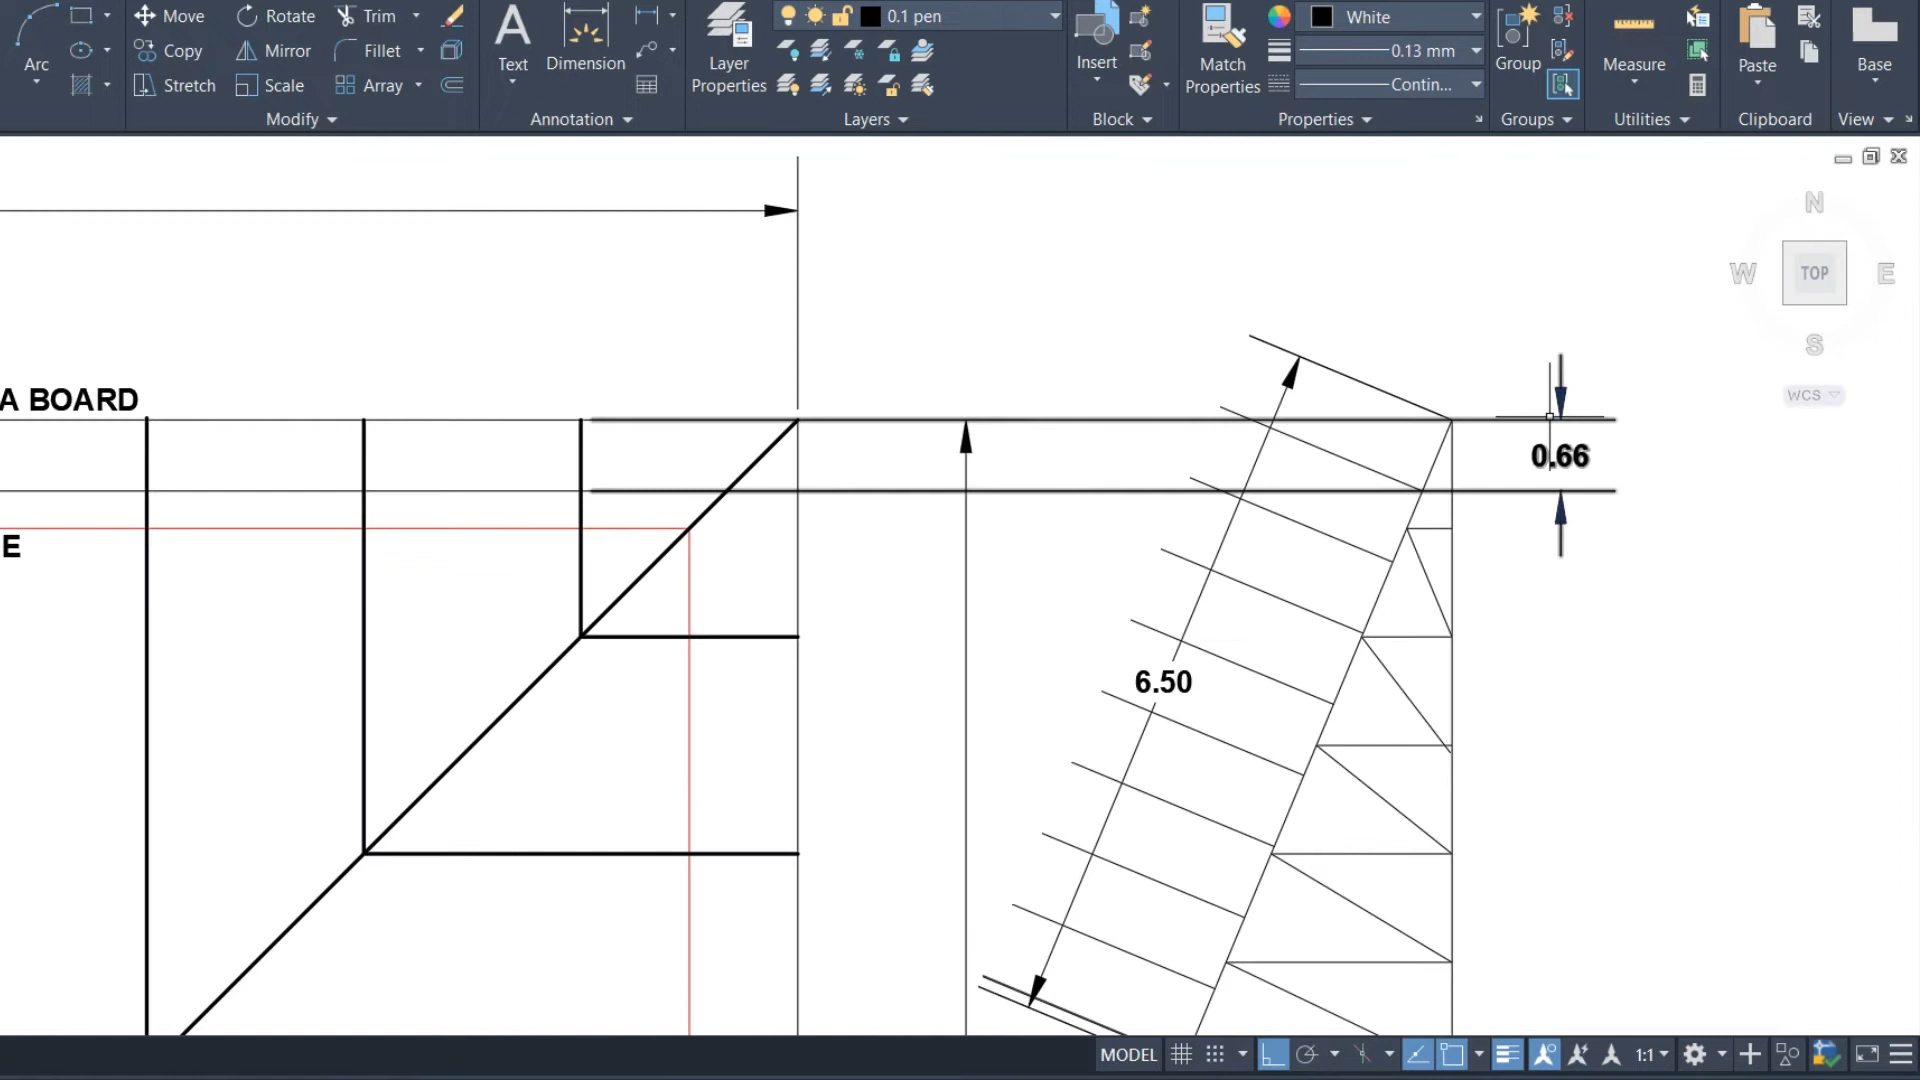 Arc
Move
Rotate
Trim
Copy
Mirror
Fillet
Stretch
Scale
Array
Modify
Text
Dimension
Annotation
Layer
Properties
0.1 pen
Layers
Insert
Block
Match
Properties
White
0.13 mm
Contin...
Properties
Group
Groups
Measure
Utilities
Paste
Clipboard
Base
View
N
W
TOP
E
S
WCS
A BOARD
0.66
E
6.50
MODEL
1:1